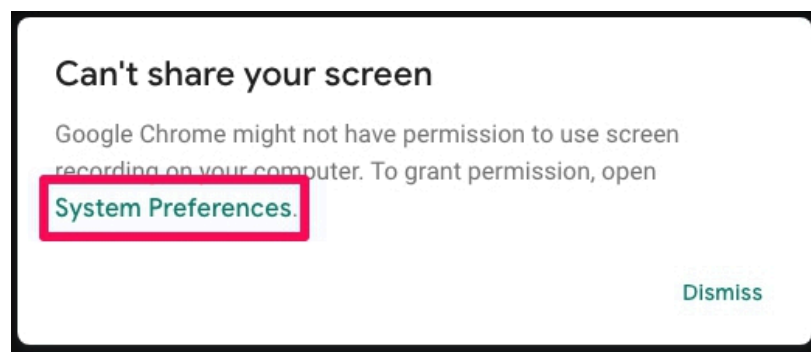 Can't share your screen
Google Chrome might not have permission to use screen
recording on your computer. To grant permission, open
System Preferences.
Dismiss